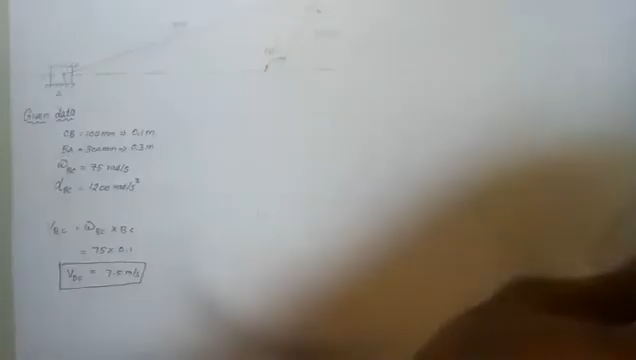 A
Given data
CB = 100mm ⇒ 0.1m
BA = 300mm ⇒ 0.3m
ω_BC = 75 rad/s
α_BC = 1200 rad/s²
V_BC = ω_BC × BC
= 75 × 0.1
V_BC = 7.5 m/s